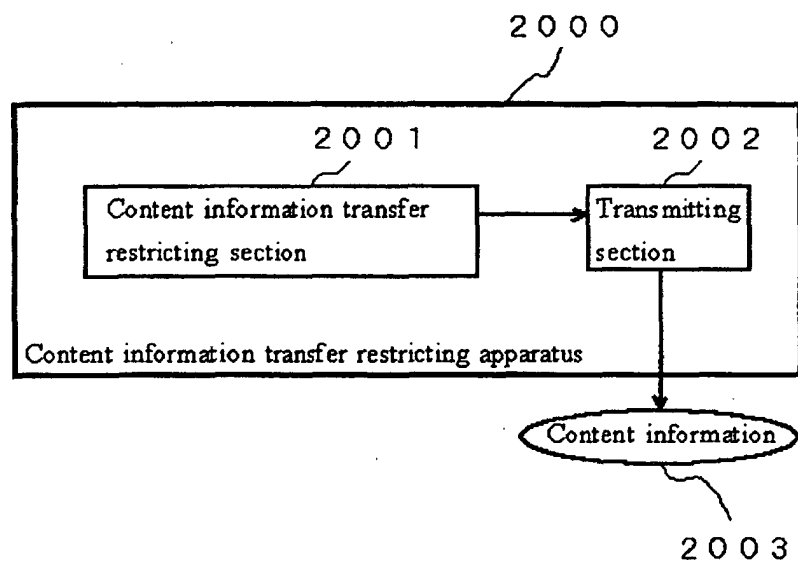 2000
2001
2002
Content information transfer
restricting section
Transmitting
section
Content information transfer restricting apparatus
Content information
2003